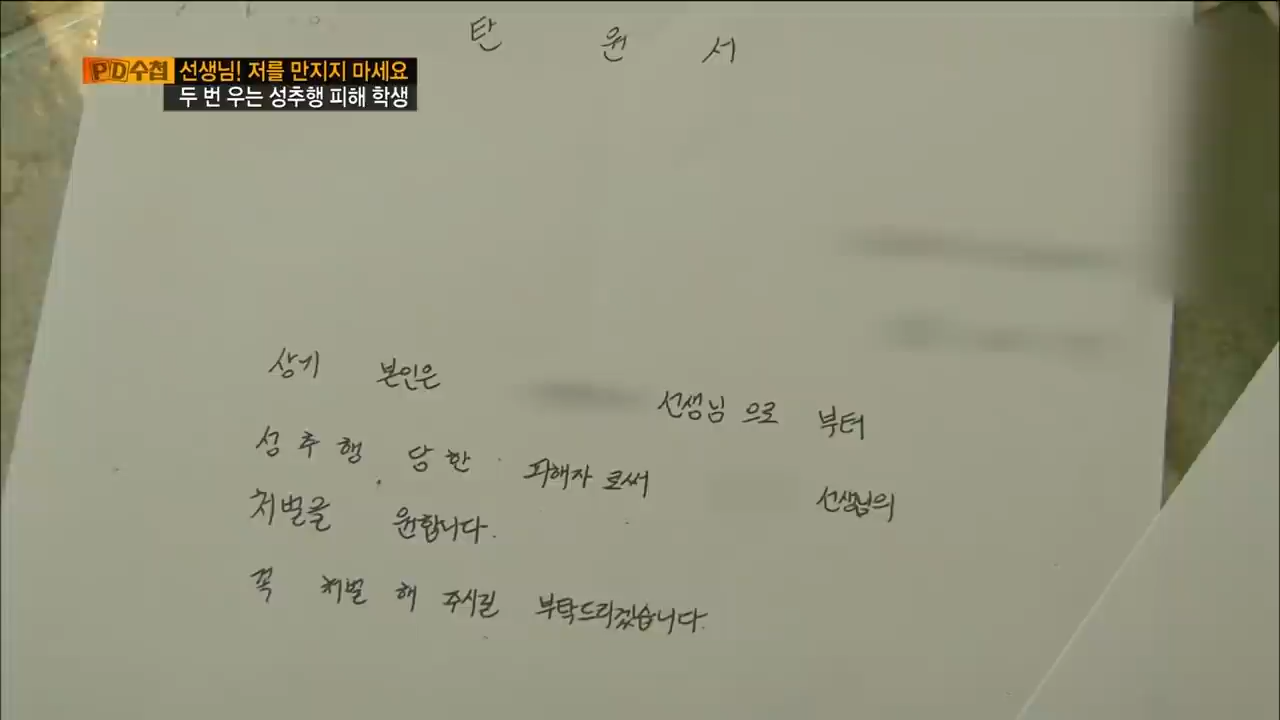 탄 원 서
PD수첩 선생님! 저를 만지지 마세요
두 번 우는 성추행 피해 학생
상기 본인은 선생님 으로 부터
성 추 행 당 한 피해자 로써 선생님의
처벌를 원합니다.
꼭 처벌 해 주시길 부탁드리겠습니다.